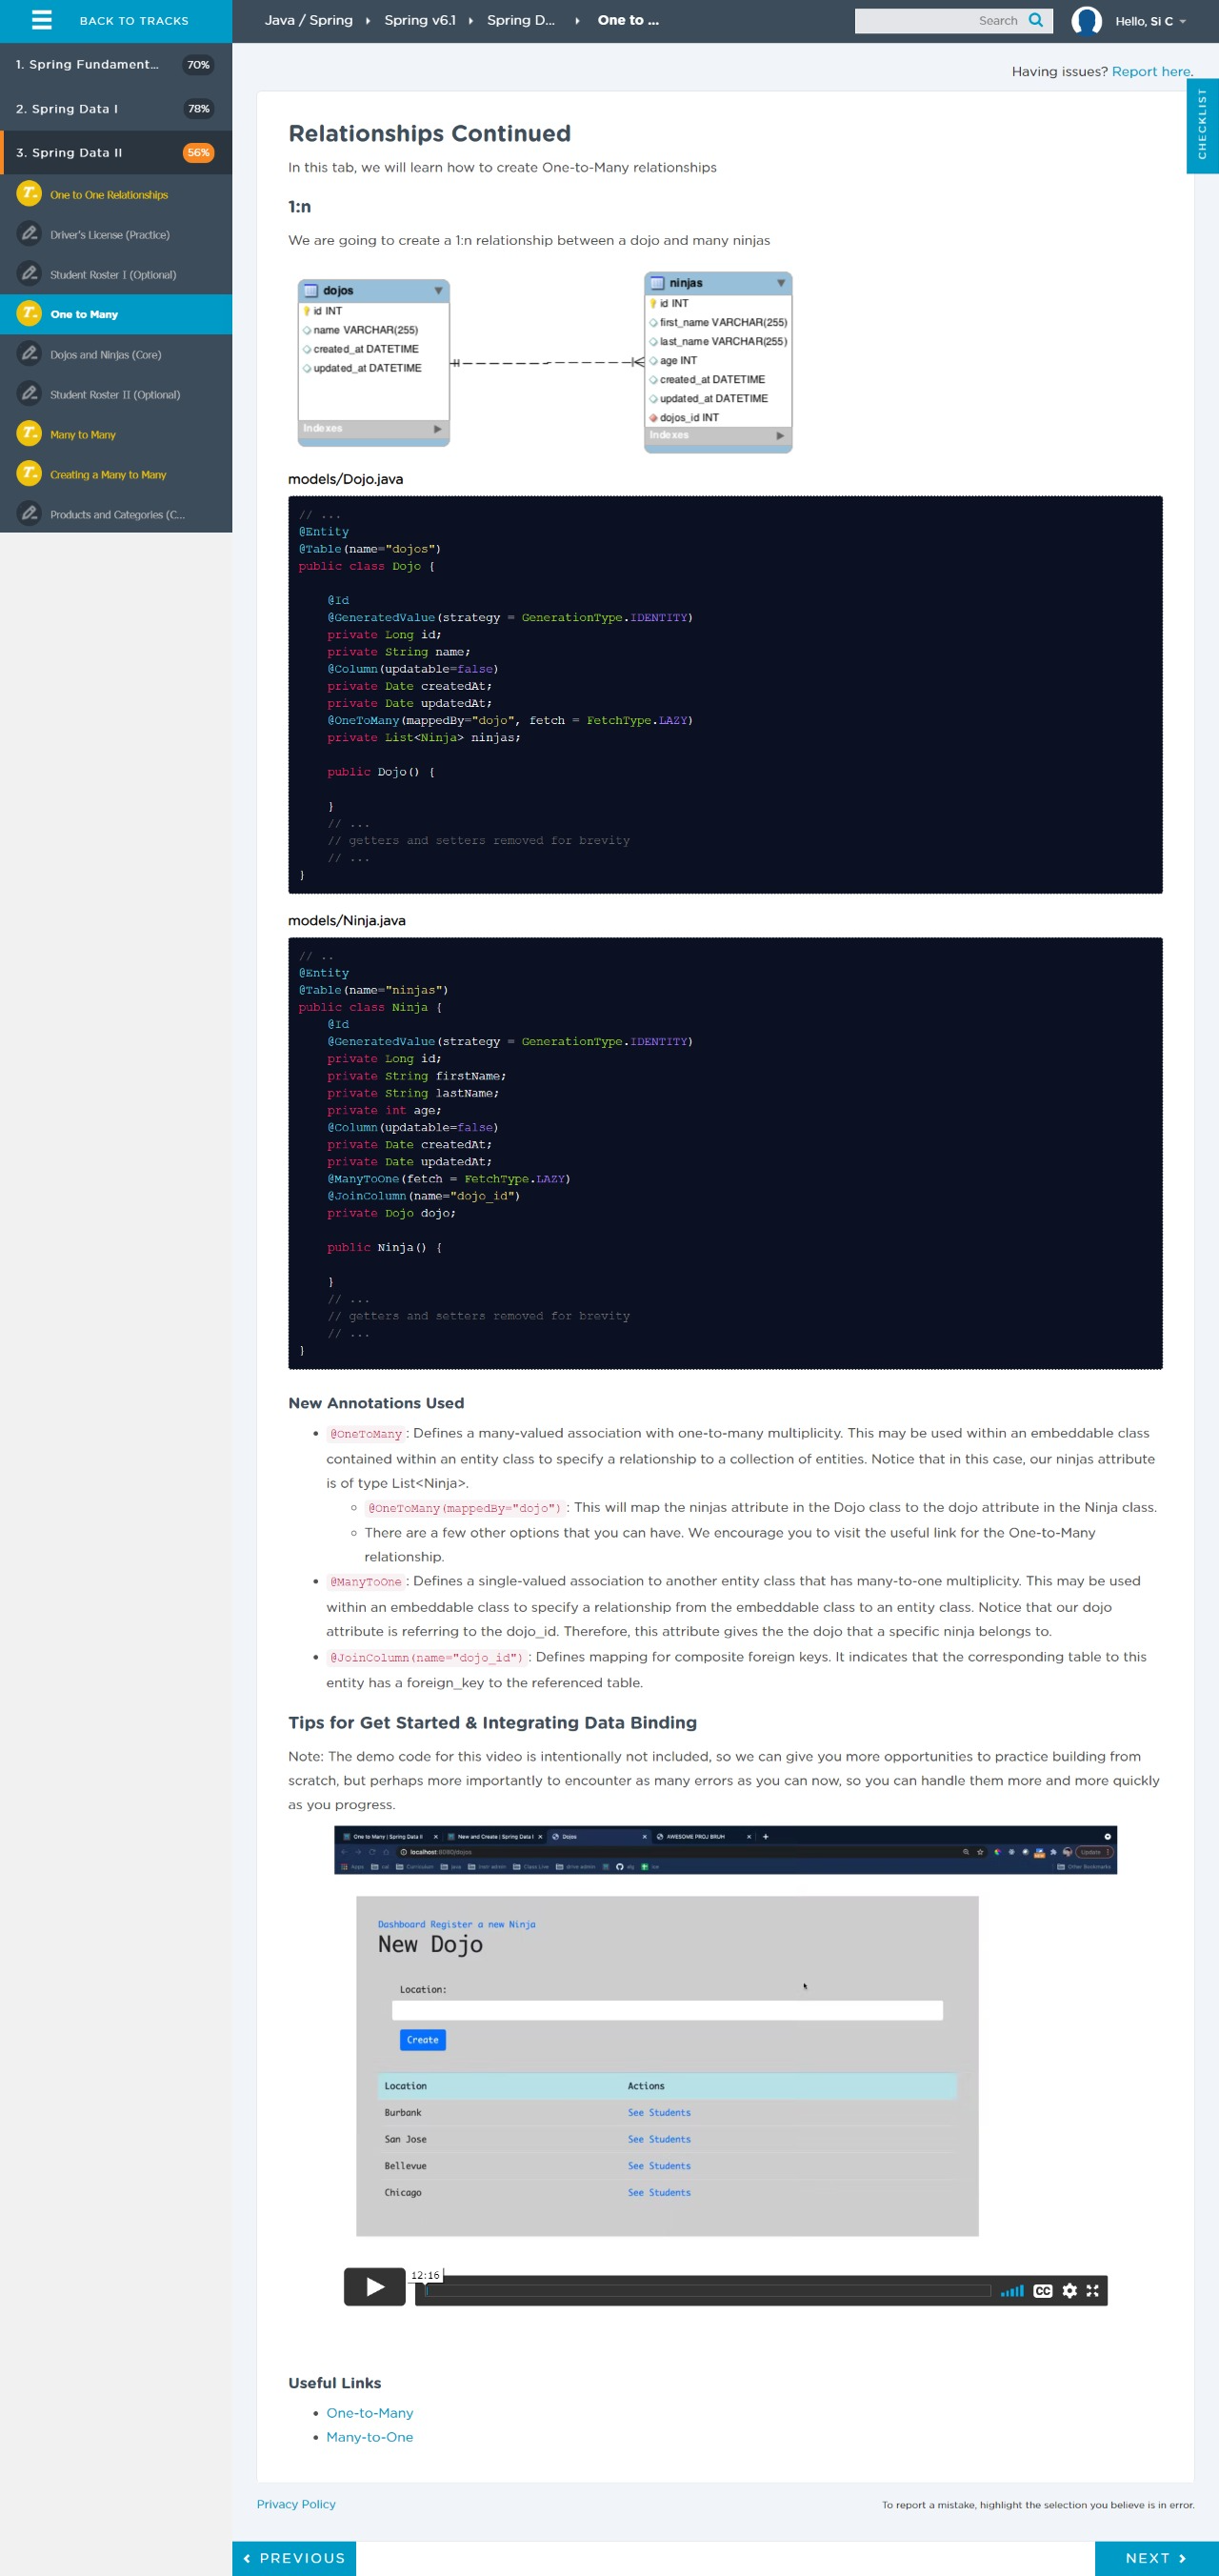 BACK TO TRACKS
Java / Spring
Spring v6.1
Spring D...
One to ...
Search
Hello, Si C
1. Spring Fundament...
70%
2. Spring Data I
78%
3. Spring Data II
56%
One to One Relationships
Driver's License (Practice)
Student Roster I (Optional)
One to Many
Dojos and Ninjas (Core)
Student Roster II (Optional)
Many to Many
Creating a Many to Many
Products and Categories (C...
Having issues? Report here.
CHECKLIST
Relationships Continued
In this tab, we will learn how to create One-to-Many relationships
1:n
We are going to create a 1:n relationship between a dojo and many ninjas
dojos
id INT
name VARCHAR(255)
created_at DATETIME
updated_at DATETIME
Indexes
ninjas
id INT
first_name VARCHAR(255)
last_name VARCHAR(255)
age INT
created_at DATETIME
updated_at DATETIME
dojos_id INT
Indexes
models/Dojo.java
// ...
@Entity
@Table(name="dojos")
public class Dojo {
@Id
@GeneratedValue(strategy = GenerationType.IDENTITY)
private Long id;
private String name;
@Column(updatable=false)
private Date createdAt;
private Date updatedAt;
@OneToMany(mappedBy="dojo", fetch = FetchType.LAZY)
private List<Ninja> ninjas;
public Dojo() {
}
// ...
// getters and setters removed for brevity
// ...
}
models/Ninja.java
// ..
@Entity
@Table(name="ninjas")
public class Ninja {
@Id
@GeneratedValue(strategy = GenerationType.IDENTITY)
private Long id;
private String firstName;
private String lastName;
private int age;
@Column(updatable=false)
private Date createdAt;
private Date updatedAt;
@ManyToOne(fetch = FetchType.LAZY)
@JoinColumn(name="dojo_id")
private Dojo dojo;
public Ninja() {
}
// ...
// getters and setters removed for brevity
// ...
}
New Annotations Used
@OneToMany : Defines a many-valued association with one-to-many multiplicity. This may be used within an embeddable class
contained within an entity class to specify a relationship to a collection of entities. Notice that in this case, our ninjas attribute
is of type List<Ninja>.
@OneToMany(mappedBy="dojo") : This will map the ninjas attribute in the Dojo class to the dojo attribute in the Ninja class.
There are a few other options that you can have. We encourage you to visit the useful link for the One-to-Many
relationship.
@ManyToOne : Defines a single-valued association to another entity class that has many-to-one multiplicity. This may be used
within an embeddable class to specify a relationship from the embeddable class to an entity class. Notice that our dojo
attribute is referring to the dojo_id. Therefore, this attribute gives the the dojo that a specific ninja belongs to.
@JoinColumn(name="dojo_id") : Defines mapping for composite foreign keys. It indicates that the corresponding table to this
entity has a foreign_key to the referenced table.
Tips for Get Started & Integrating Data Binding
Note: The demo code for this video is intentionally not included, so we can give you more opportunities to practice building from
scratch, but perhaps more importantly to encounter as many errors as you can now, so you can handle them more and more quickly
as you progress.
One to Many | Spring Data II
New and Create | Spring Data I
Dojos
AWESOME PROJ BRUH
localhost:8080/dojos
Update
Apps
cal
Curriculum
java
Class Live
Other Bookmarks
Dashboard Register a new Ninja
New Dojo
Location:
Create
Location
Actions
Burbank
See Students
San Jose
See Students
Bellevue
See Students
Chicago
See Students
12:16
CC
Useful Links
One-to-Many
Many-to-One
Privacy Policy
To report a mistake, highlight the selection you believe is in error.
PREVIOUS
NEXT